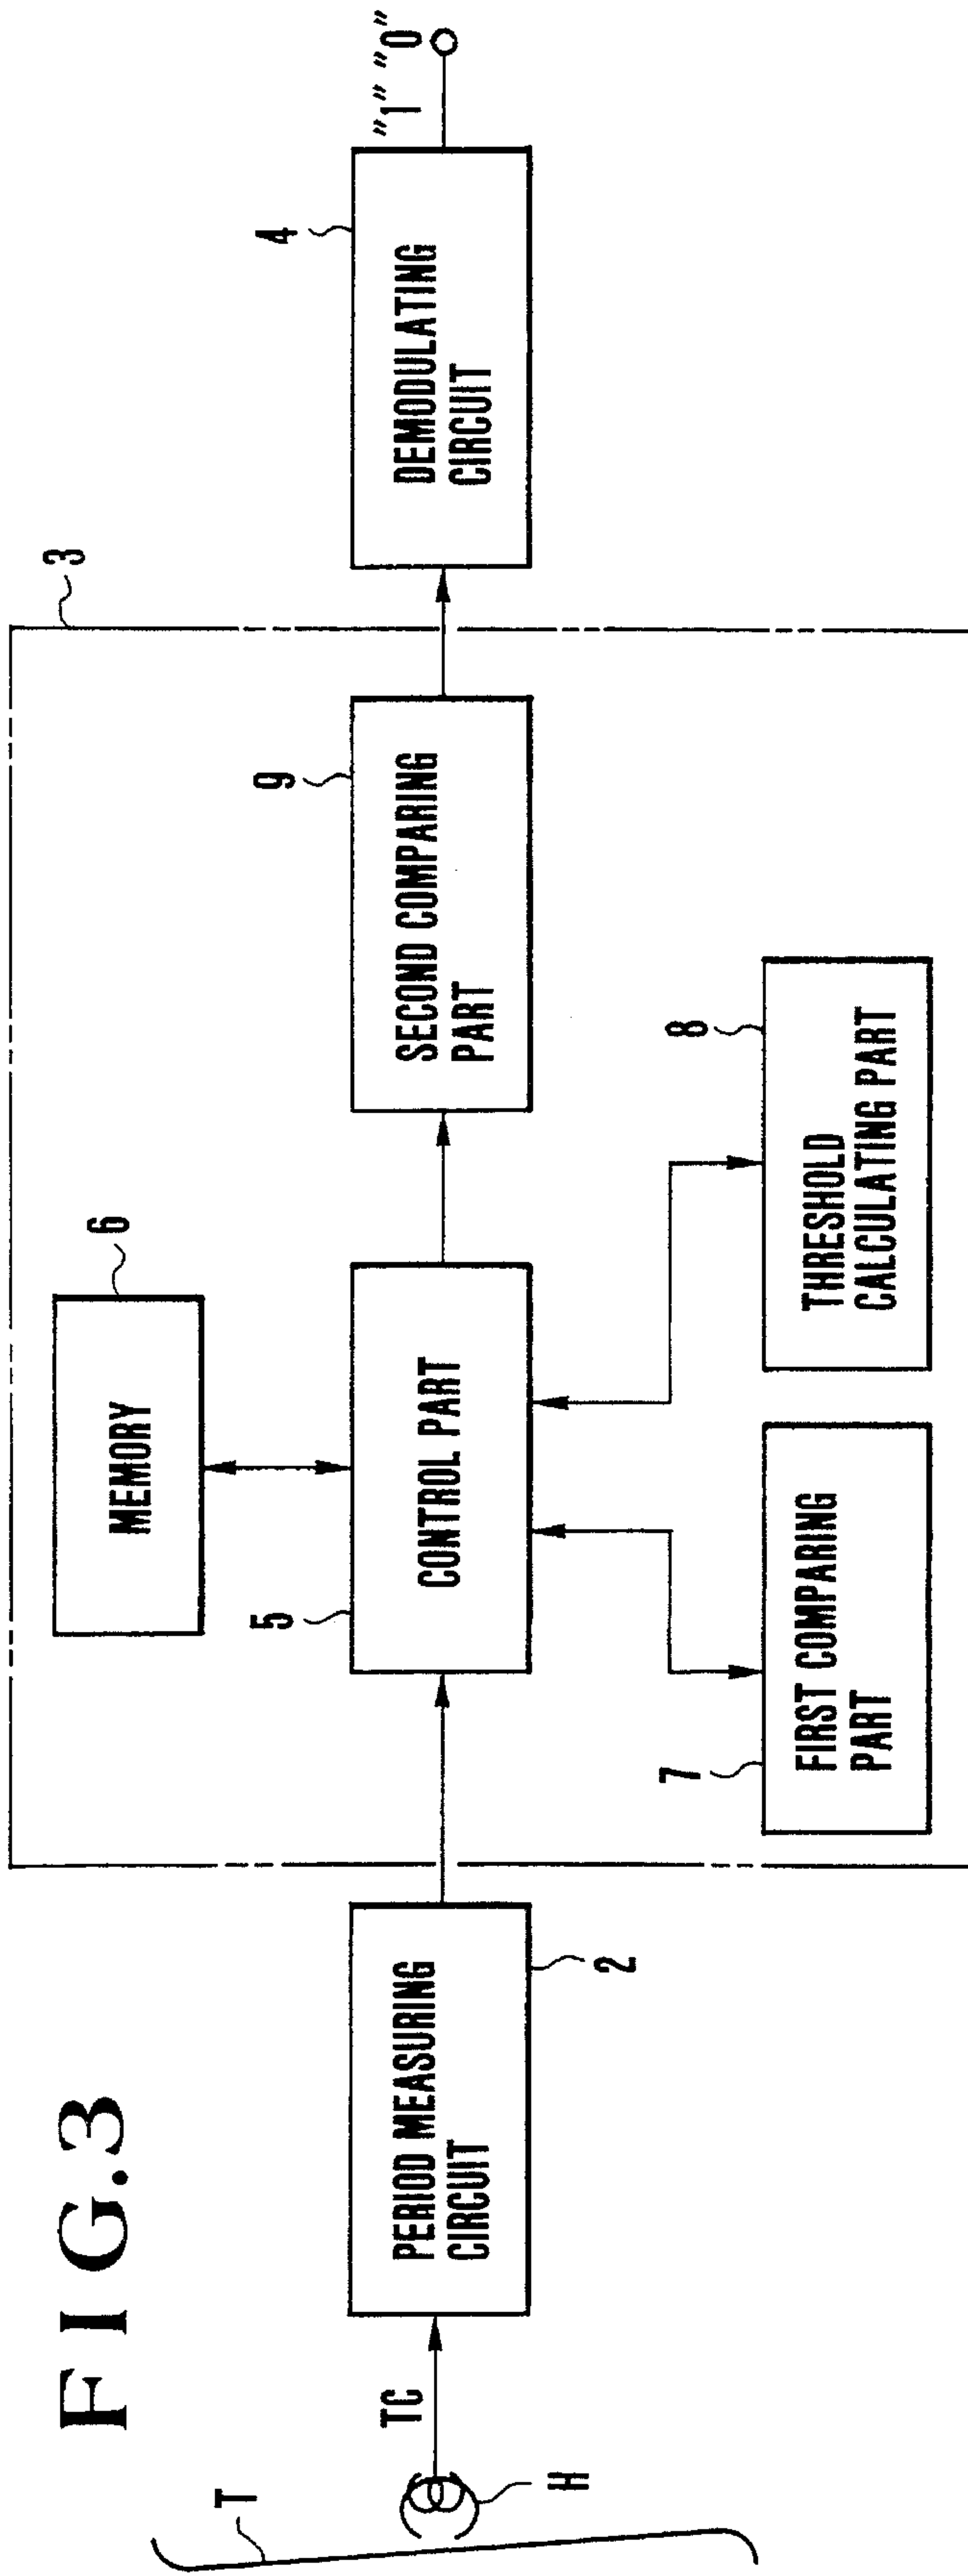 FIG.3
T
H
TC
PERIOD MEASURING
CIRCUIT
2
3
MEMORY
6
5
CONTROL PART
7
FIRST COMPARING
PART
8
THRESHOLD
CALCULATING PART
9
SECOND COMPARING
PART
4
DEMODULATING
CIRCUIT
"1" "0"